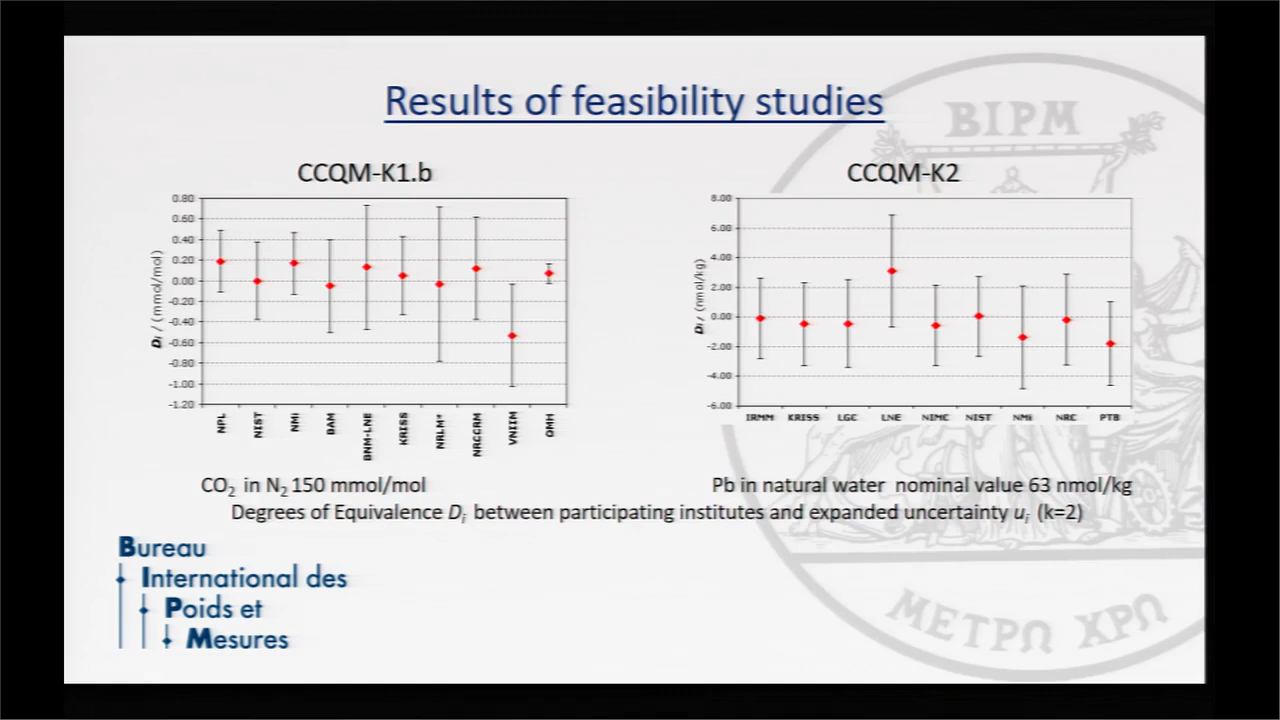 Results of feasibility studies
BIPM
CCQM-K1.b
0.80
0.60
0.40
0.20
0.00
-0.20
-0.40
-0.60
-0.80
-1.00
-1.20
Di / (mmol/mol)
NPL NIST NMi BAM BNM-LNE KRISS NRLM* NRCCRM VNIIM OMH
CO2 in N2 150 mmol/mol
CCQM-K2
8.00
6.00
4.00
2.00
0.00
-2.00
-4.00
-6.00
Di / (nmol/kg)
IRMM KRISS LGC LNE NIMC NIST NMi NRC PTB
Pb in natural water nominal value 63 nmol/kg
Degrees of Equivalence Di between participating institutes and expanded uncertainty ui (k=2)
Bureau
International des
Poids et
Mesures
ΜΕΤΡΩ ΧΡΩ